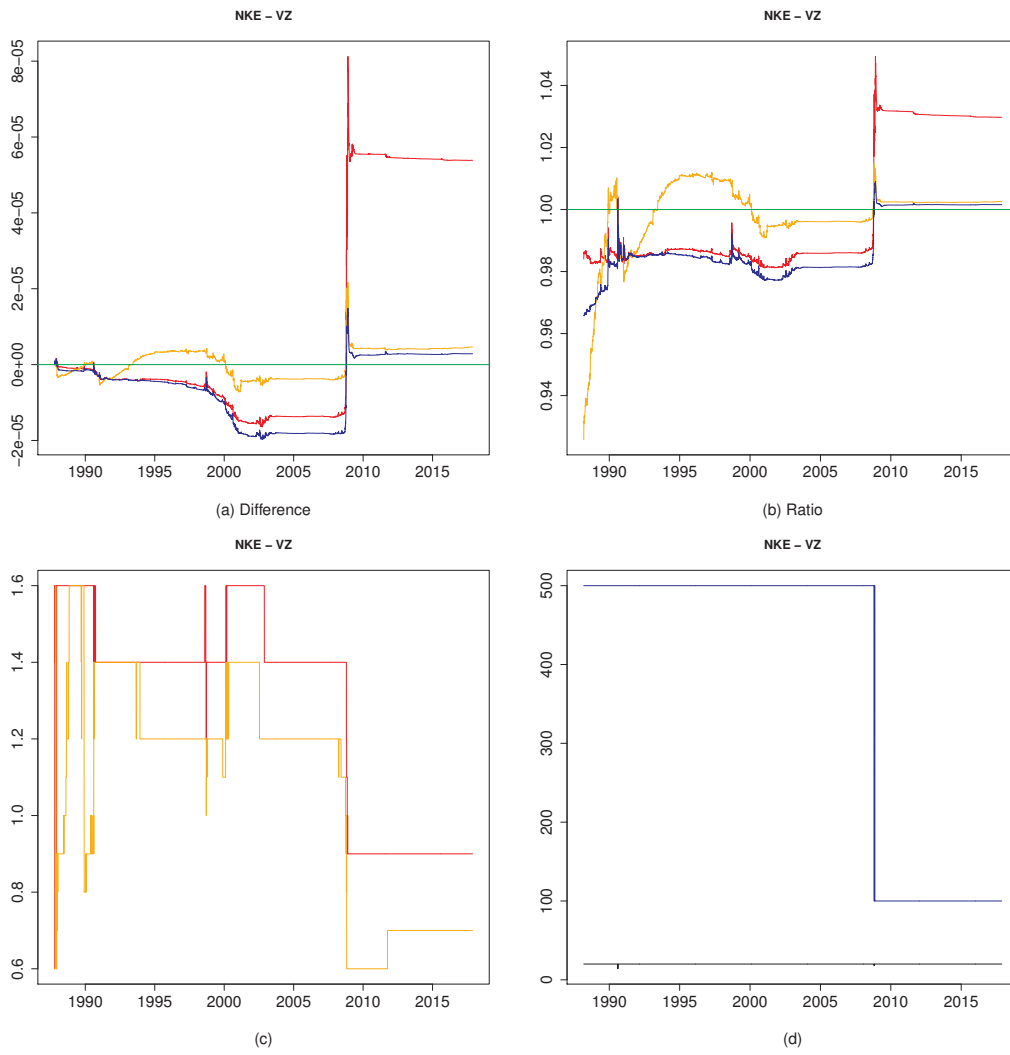 NKE – VZ
8e−05
6e−05
4e−05
2e−05
0e+00
−2e−05
1990 1995 2000 2005 2010 2015
(a) Difference
NKE – VZ
1.04
1.02
1.00
0.98
0.96
0.94
1990 1995 2000 2005 2010 2015
(b) Ratio
NKE – VZ
1.6
1.4
1.2
1.0
0.8
0.6
1990 1995 2000 2005 2010 2015
(c)
NKE – VZ
500
400
300
200
100
0
1990 1995 2000 2005 2010 2015
(d)